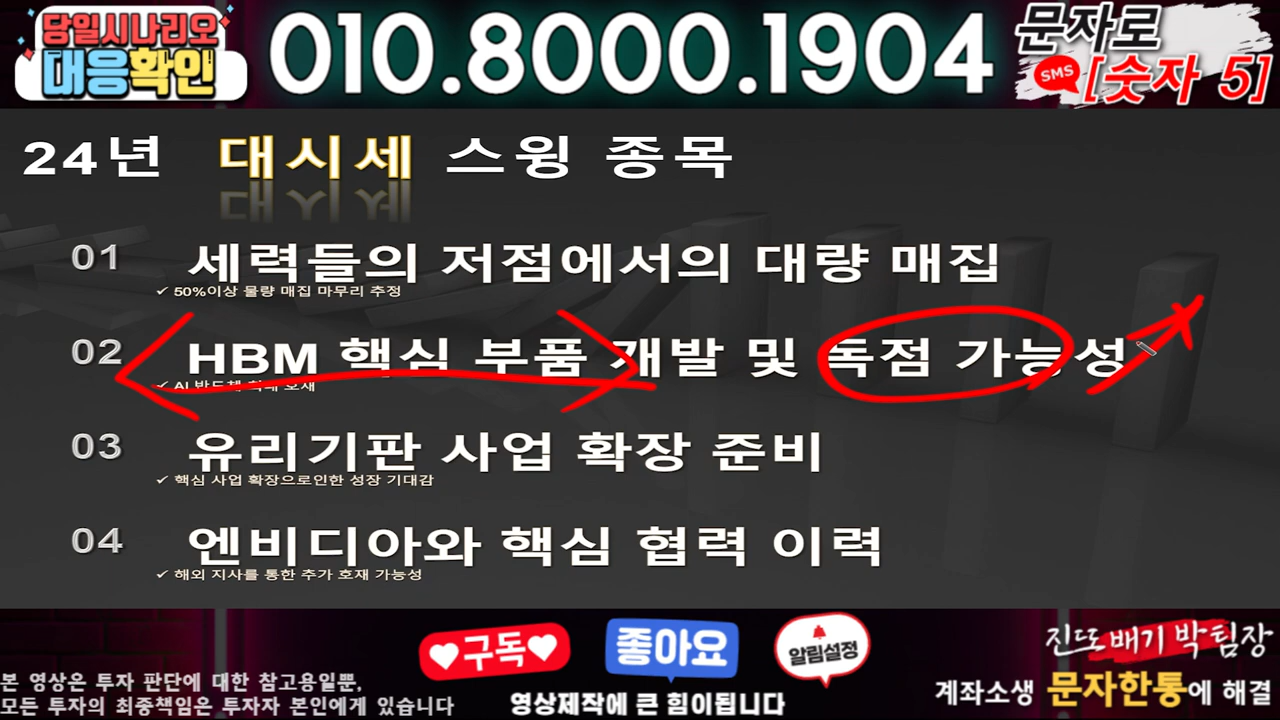 당일시나리오
대응확인
010.8000.1904
문자로
SMS
[숫자 5]
24년 대시세 스윙 종목
01 세력들의 저점에서의 대량 매집
✓ 50%이상 물량 매집 마무리 추정
02 HBM 핵심 부품 개발 및 독점 가능성
✓ AI 반도체 확대 호재
03 유리기판 사업 확장 준비
✓ 핵심 사업 확장으로인한 성장 기대감
04 엔비디아와 핵심 협력 이력
✓ 해외 지사를 통한 추가 호재 가능성
구독
좋아요
알림설정
진또배기 박팀장
본 영상은 투자 판단에 대한 참고용일뿐,
모든 투자의 최종책임은 투자자 본인에게 있습니다
영상제작에 큰 힘이됩니다
계좌소생 문자한통에 해결